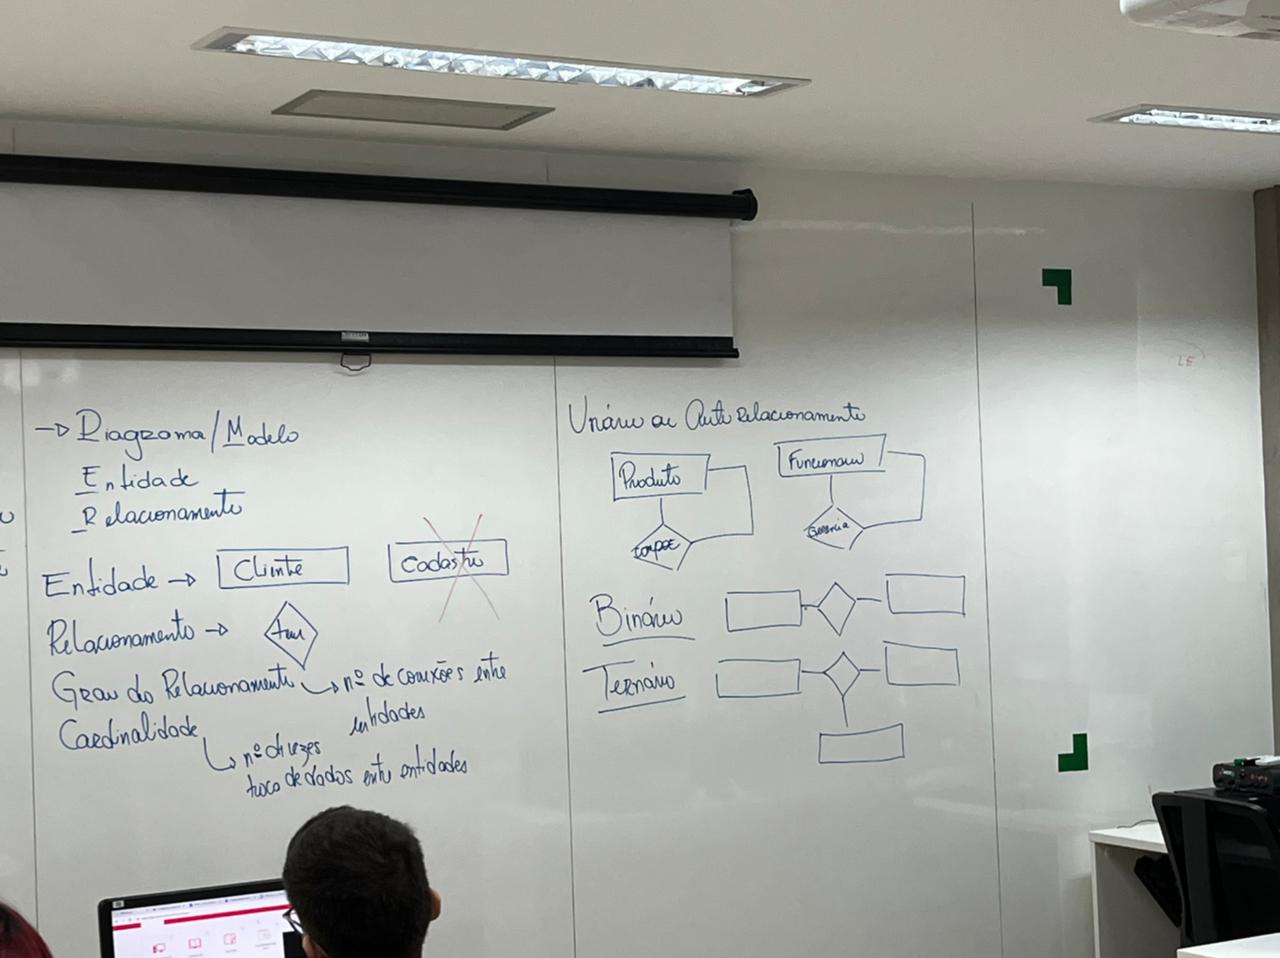 → Diagrama/Modelo
Entidade
Relacionamento
Entidade → Cliente Cadastro
Relacionamento → tem
Grau do Relacionamento → nº de conexões entre
entidades
Cardinalidade → nº de vezes
troca de dados entre entidades
Unário ou Auto Relacionamento
Produto Funcionario
compõe Gerencia
Binário
Ternário
LE